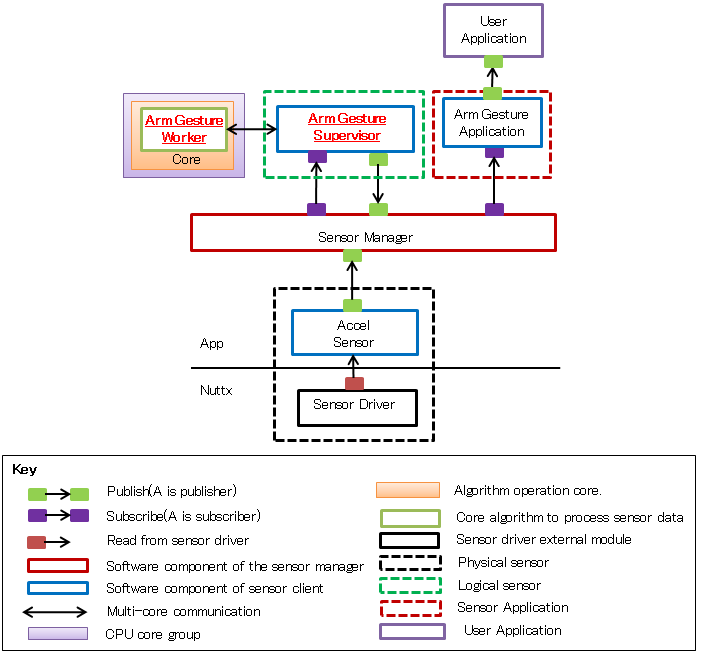 User
Application
Arm Gesture
Worker
Core
Arm Gesture
Supervisor
Arm Gesture
Application
Sensor Manager
Accel
Sensor
App
Nuttx
Sensor Driver
Key
Publish(A is publisher)
Subscribe(A is subscriber)
Read from sensor driver
Software component of the sensor manager
Software component of sensor client
Multi-core communication
CPU core group
Algorithm operation core.
Core algorithm to process sensor data
Sensor driver external module
Physical sensor
Logical sensor
Sensor Application
User Application